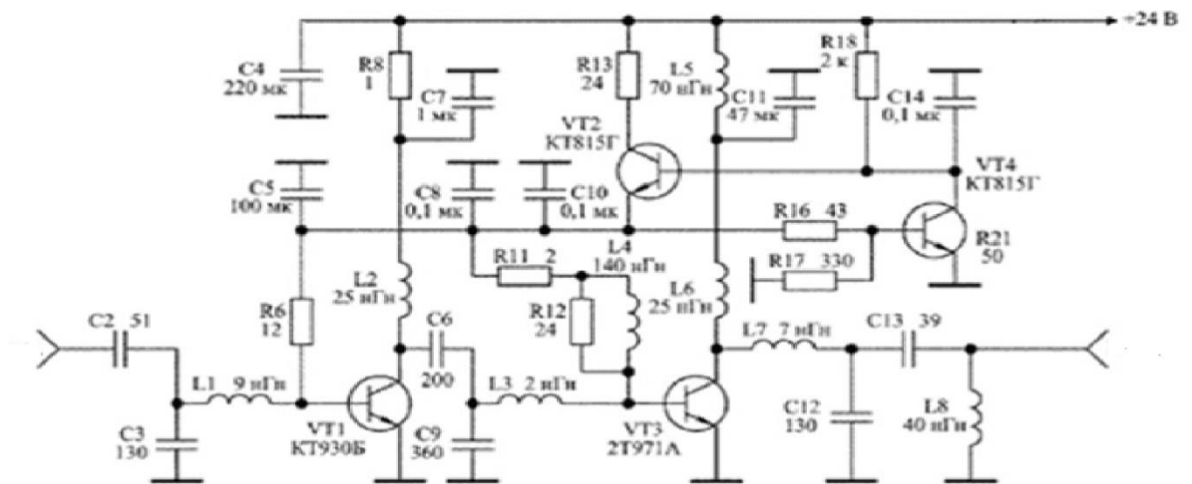 +24 В
C4
220 мк
R8
1
C7
1 мк
R13
24
L5
70 нГн
C11
47 мк
R18
2 к
C14
0,1 мк
VT2
КТ815Г
VT4
КТ815Г
C5
100 мк
C8
0,1 мк
C10
0,1 мк
R16 43
R21
50
R17 330
R11 2
L4
140 нГн
R12
24
L2
25 нГн
L6
25 нГн
R6
12
C2 51
C6
200
L7 7 нГн
C13 39
L1 9 нГн
L3 2 нГн
C3
130
VT1
КТ930Б
C9
360
VT3
2Т971А
C12
130
L8
40 нГн